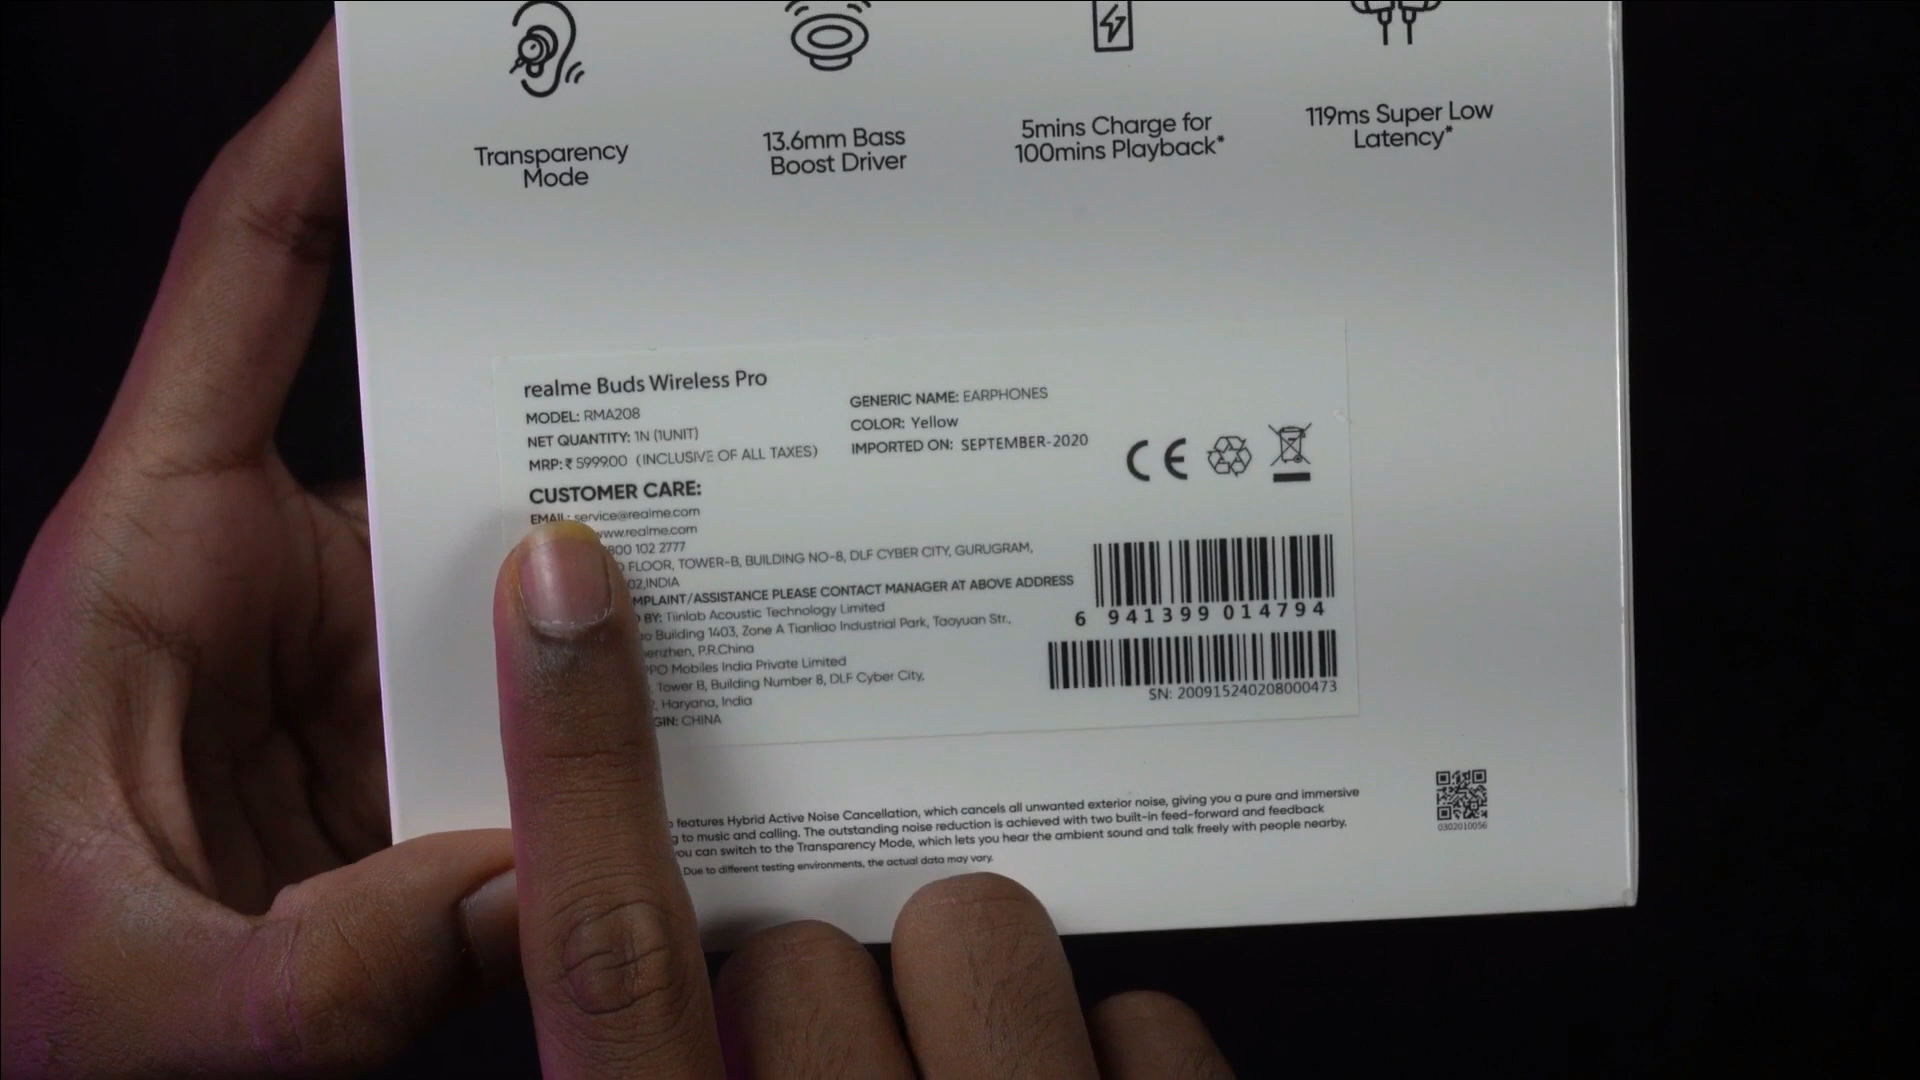 Transparency
Mode
13.6mm Bass
Boost Driver
5mins Charge for
100mins Playback*
119ms Super Low
Latency*
realme Buds Wireless Pro
MODEL: RMA208
NET QUANTITY: 1N (1UNIT)
MRP: ₹ 5999.00 (INCLUSIVE OF ALL TAXES)
GENERIC NAME: EARPHONES
COLOR: Yellow
IMPORTED ON: SEPTEMBER-2020
CE
CUSTOMER CARE:
EMAIL: service@realme.com
www.realme.com
800 102 2777
FLOOR, TOWER-B, BUILDING NO-8, DLF CYBER CITY, GURUGRAM,
02,INDIA
MPLAINT/ASSISTANCE PLEASE CONTACT MANAGER AT ABOVE ADDRESS
BY: Tiinlab Acoustic Technology Limited
Building 1403, Zone A Tianliao Industrial Park, Taoyuan Str.,
enzhen, P.R.China
PPO Mobiles India Private Limited
Tower B, Building Number 8, DLF Cyber City,
Haryana, India
GIN: CHINA
6 941399 014794
SN: 200915240208000473
features Hybrid Active Noise Cancellation, which cancels all unwanted exterior noise, giving you a pure and immersive
g to music and calling. The outstanding noise reduction is achieved with two built-in feed-forward and feedback
you can switch to the Transparency Mode, which lets you hear the ambient sound and talk freely with people nearby.
Due to different testing environments, the actual data may vary.
0302010056